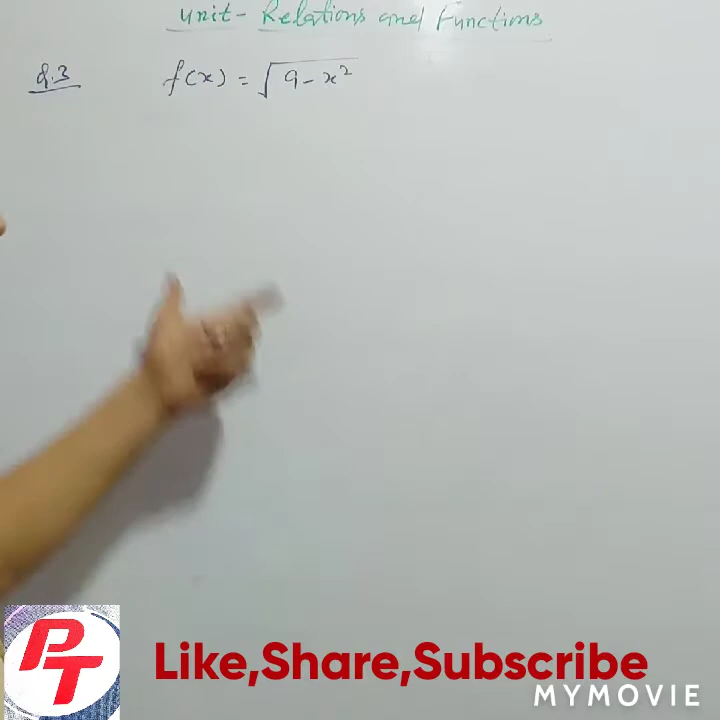 Unit- Relations and Functions
Q.3 f(x) = √9-x²
PT
Like,Share,Subscribe
MYMOVIE